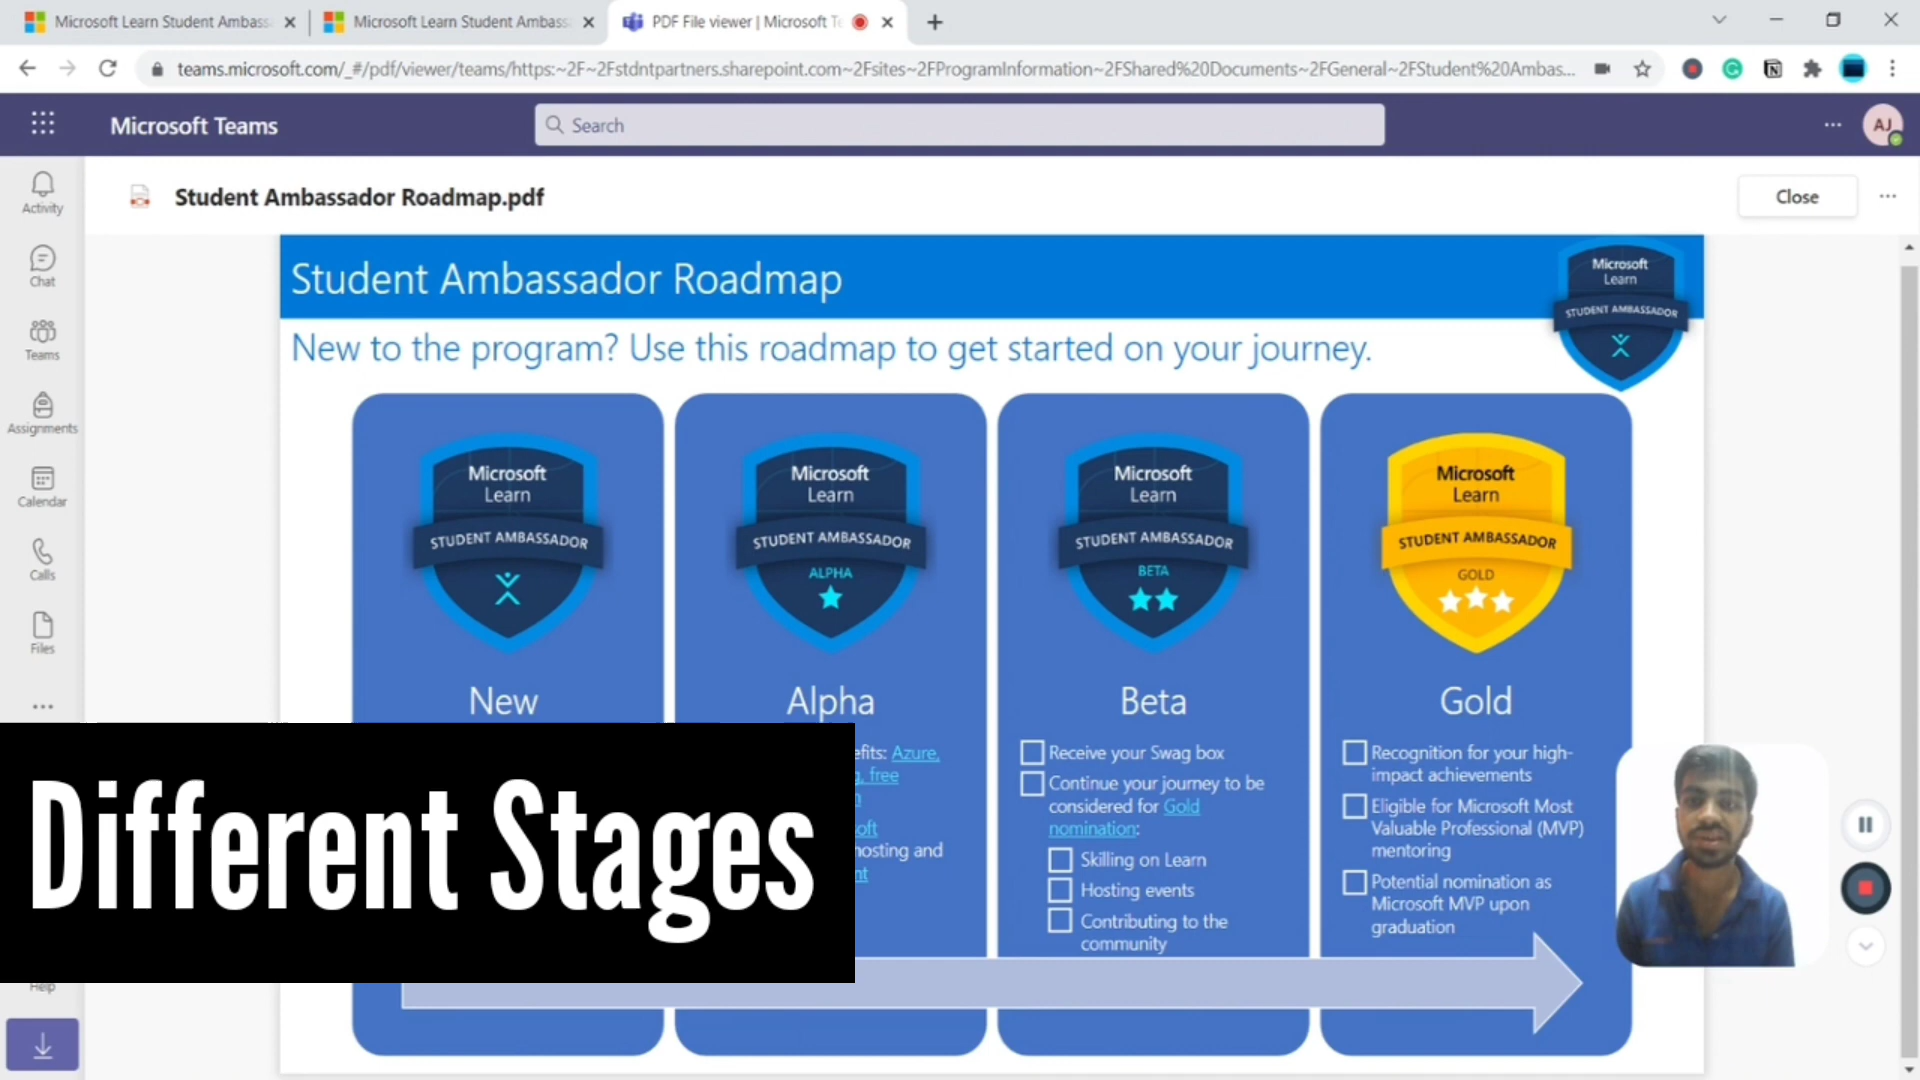 Microsoft Learn Student Ambass
Microsoft Learn Student Ambass
PDF File viewer | Microsoft Te
teams.microsoft.com/_#/pdf/viewer/teams/https:~2F~2Fstdntpartners.sharepoint.com~2Fsites~2FProgramInformation~2FShared%20Documents~2FGeneral~2FStudent%20Ambas...
Microsoft Teams
Search
AJ
Activity
Chat
Teams
Assignments
Calendar
Calls
Files
Help
Student Ambassador Roadmap.pdf
Close
Student Ambassador Roadmap
Microsoft
Learn
STUDENT AMBASSADOR
New to the program? Use this roadmap to get started on your journey.
Microsoft
Learn
STUDENT AMBASSADOR
New
Microsoft
Learn
STUDENT AMBASSADOR
ALPHA
Alpha
Azure,
free
hosting and
Microsoft
Learn
STUDENT AMBASSADOR
BETA
Beta
Receive your Swag box
Continue your journey to be
considered for Gold
nomination:
Skilling on Learn
Hosting events
Contributing to the
community
Microsoft
Learn
STUDENT AMBASSADOR
GOLD
Gold
Recognition for your high-
impact achievements
Eligible for Microsoft Most
Valuable Professional (MVP)
mentoring
Potential nomination as
Microsoft MVP upon
graduation
Different Stages